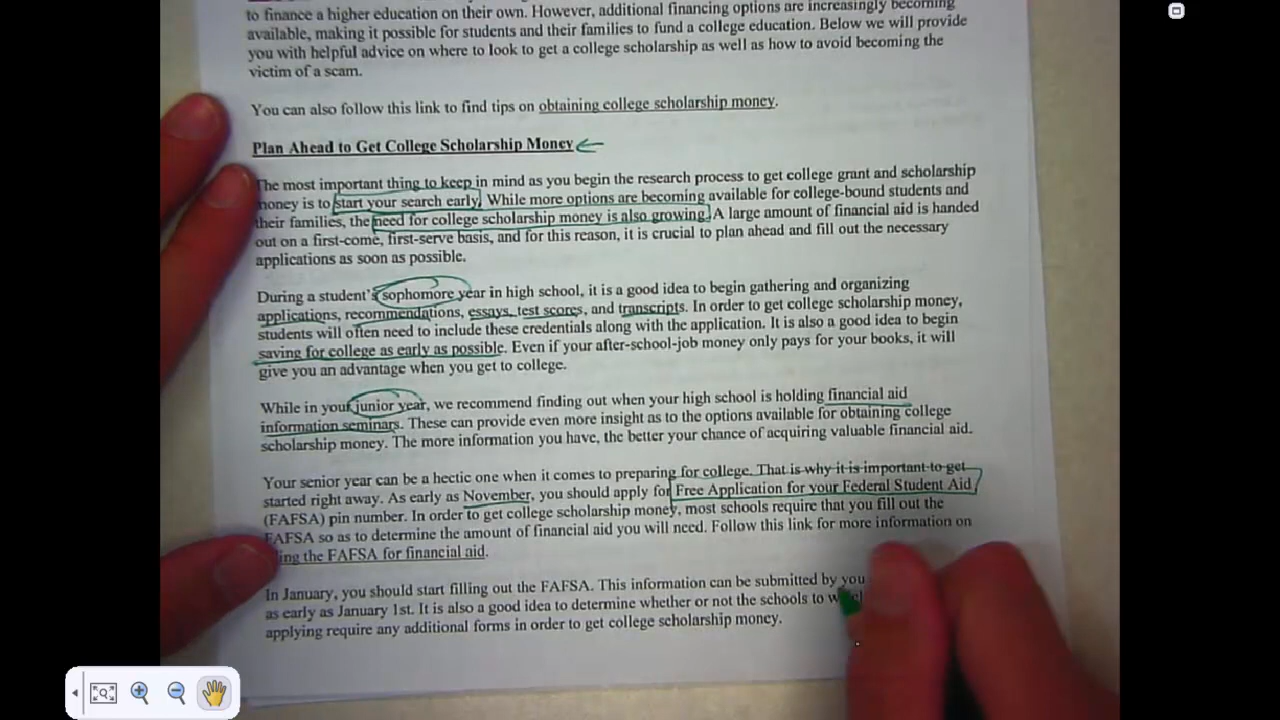 to finance a higher education on their own. However, additional financing options are increasingly becoming
available, making it possible for students and their families to fund a college education. Below we will provide
you with helpful advice on where to look to get a college scholarship as well as how to avoid becoming the
victim of a scam.
You can also follow this link to find tips on obtaining college scholarship money.
Plan Ahead to Get College Scholarship Money
The most important thing to keep in mind as you begin the research process to get college grant and scholarship
money is to start your search early. While more options are becoming available for college-bound students and
their families, the need for college scholarship money is also growing. A large amount of financial aid is handed
out on a first-come, first-serve basis, and for this reason, it is crucial to plan ahead and fill out the necessary
applications as soon as possible.
During a student's sophomore year in high school, it is a good idea to begin gathering and organizing
applications, recommendations, essays, test scores, and transcripts. In order to get college scholarship money,
students will often need to include these credentials along with the application. It is also a good idea to begin
saving for college as early as possible. Even if your after-school-job money only pays for your books, it will
give you an advantage when you get to college.
While in your junior year, we recommend finding out when your high school is holding financial aid
information seminars. These can provide even more insight as to the options available for obtaining college
scholarship money. The more information you have, the better your chance of acquiring valuable financial aid.
Your senior year can be a hectic one when it comes to preparing for college. That is why it is important to get
started right away. As early as November, you should apply for Free Application for your Federal Student Aid
(FAFSA) pin number. In order to get college scholarship money, most schools require that you fill out the
FAFSA so as to determine the amount of financial aid you will need. Follow this link for more information on
the FAFSA for financial aid.
In January, you should start filling out the FAFSA. This information can be submitted by you
as early as January 1st. It is also a good idea to determine whether or not the schools to
applying require any additional forms in order to get college scholarship money.